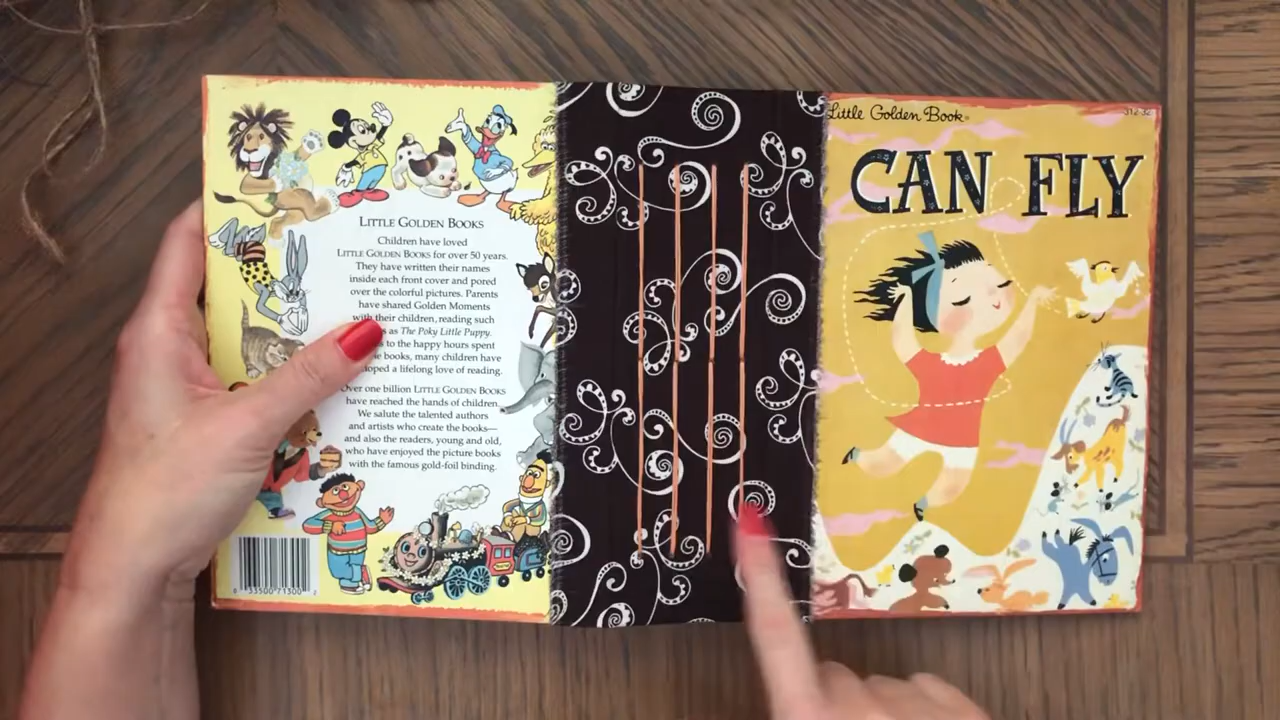 LITTLE GOLDEN BOOKS
Children have loved
LITTLE GOLDEN BOOKS for over 50 years.
They have written their names
inside each front cover and pored
over the colorful pictures. Parents
have shared Golden Moments
with their children, reading such
as The Poky Little Puppy.
to the happy hours spent
books, many children have
a lifelong love of reading.
Over one billion LITTLE GOLDEN BOOKS
have reached the hands of children.
We salute the talented authors
and artists who create the books—
and also the readers, young and old,
who have enjoyed the picture books
with the famous gold-foil binding.
33500 71300
Little Golden Book®
CAN FLY